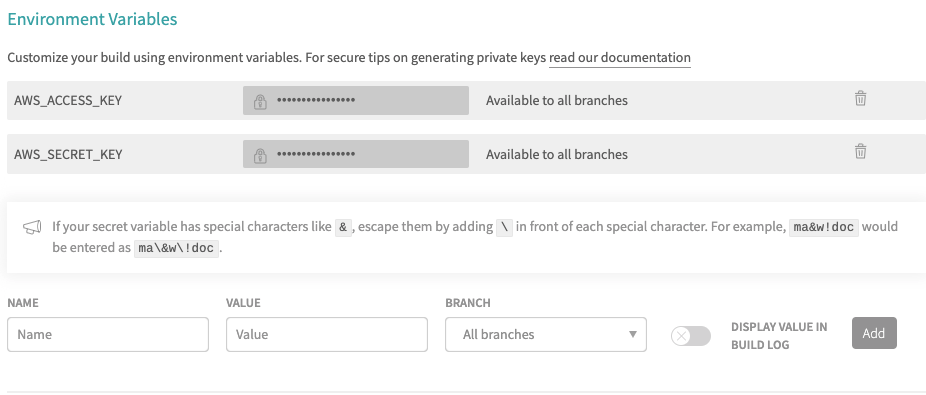 Environment Variables
Customize your build using environment variables. For secure tips on generating private keys read our documentation
AWS_ACCESS_KEY •••••••••••••••• Available to all branches
AWS_SECRET_KEY •••••••••••••••• Available to all branches
If your secret variable has special characters like & , escape them by adding \ in front of each special character. For example, ma&w!doc would
be entered as ma\&w\!doc .
NAME VALUE BRANCH
Name Value All branches DISPLAY VALUE IN BUILD LOG Add